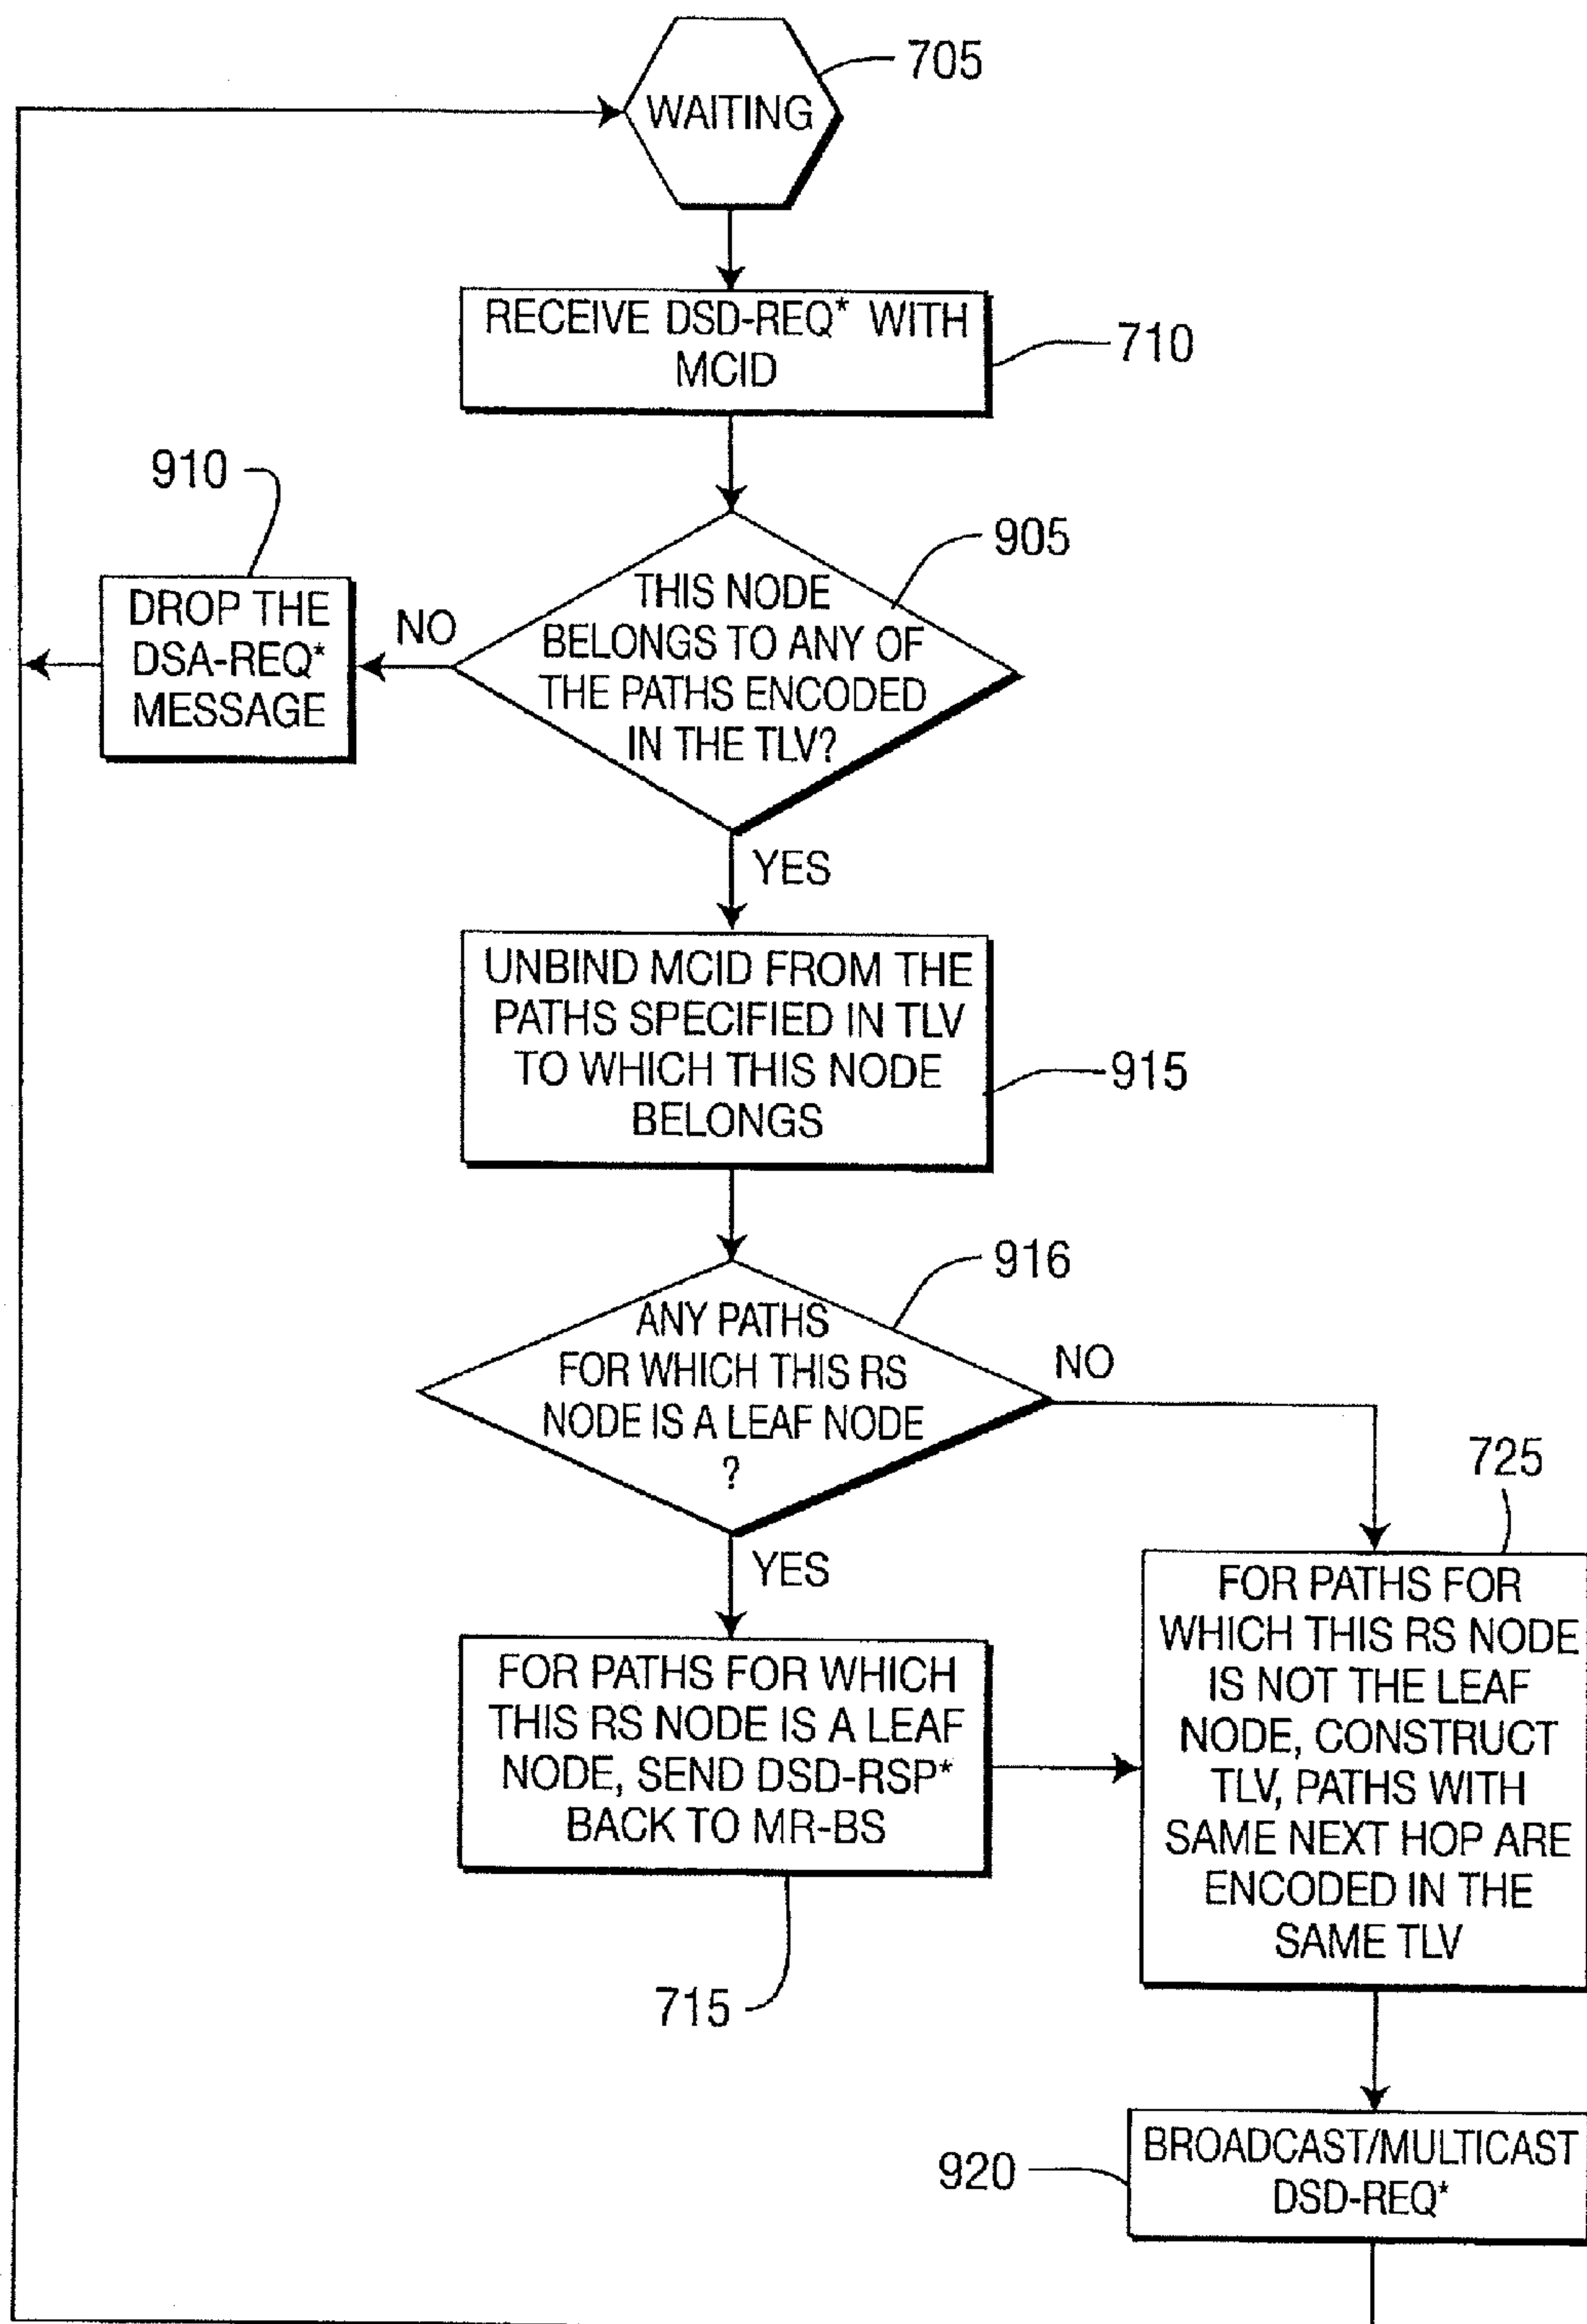 705
WAITING
RECEIVE DSD-REQ* WITH
MCID
710
910
905
DROP THE
DSA-REQ*
MESSAGE
NO
THIS NODE
BELONGS TO ANY OF
THE PATHS ENCODED
IN THE TLV?
YES
UNBIND MCID FROM THE
PATHS SPECIFIED IN TLV
TO WHICH THIS NODE
BELONGS
915
916
ANY PATHS
FOR WHICH THIS RS
NODE IS A LEAF NODE
?
NO
YES
725
FOR PATHS FOR WHICH
THIS RS NODE IS A LEAF
NODE, SEND DSD-RSP*
BACK TO MR-BS
715
FOR PATHS FOR
WHICH THIS RS NODE
IS NOT THE LEAF
NODE, CONSTRUCT
TLV, PATHS WITH
SAME NEXT HOP ARE
ENCODED IN THE
SAME TLV
920
BROADCAST/MULTICAST
DSD-REQ*